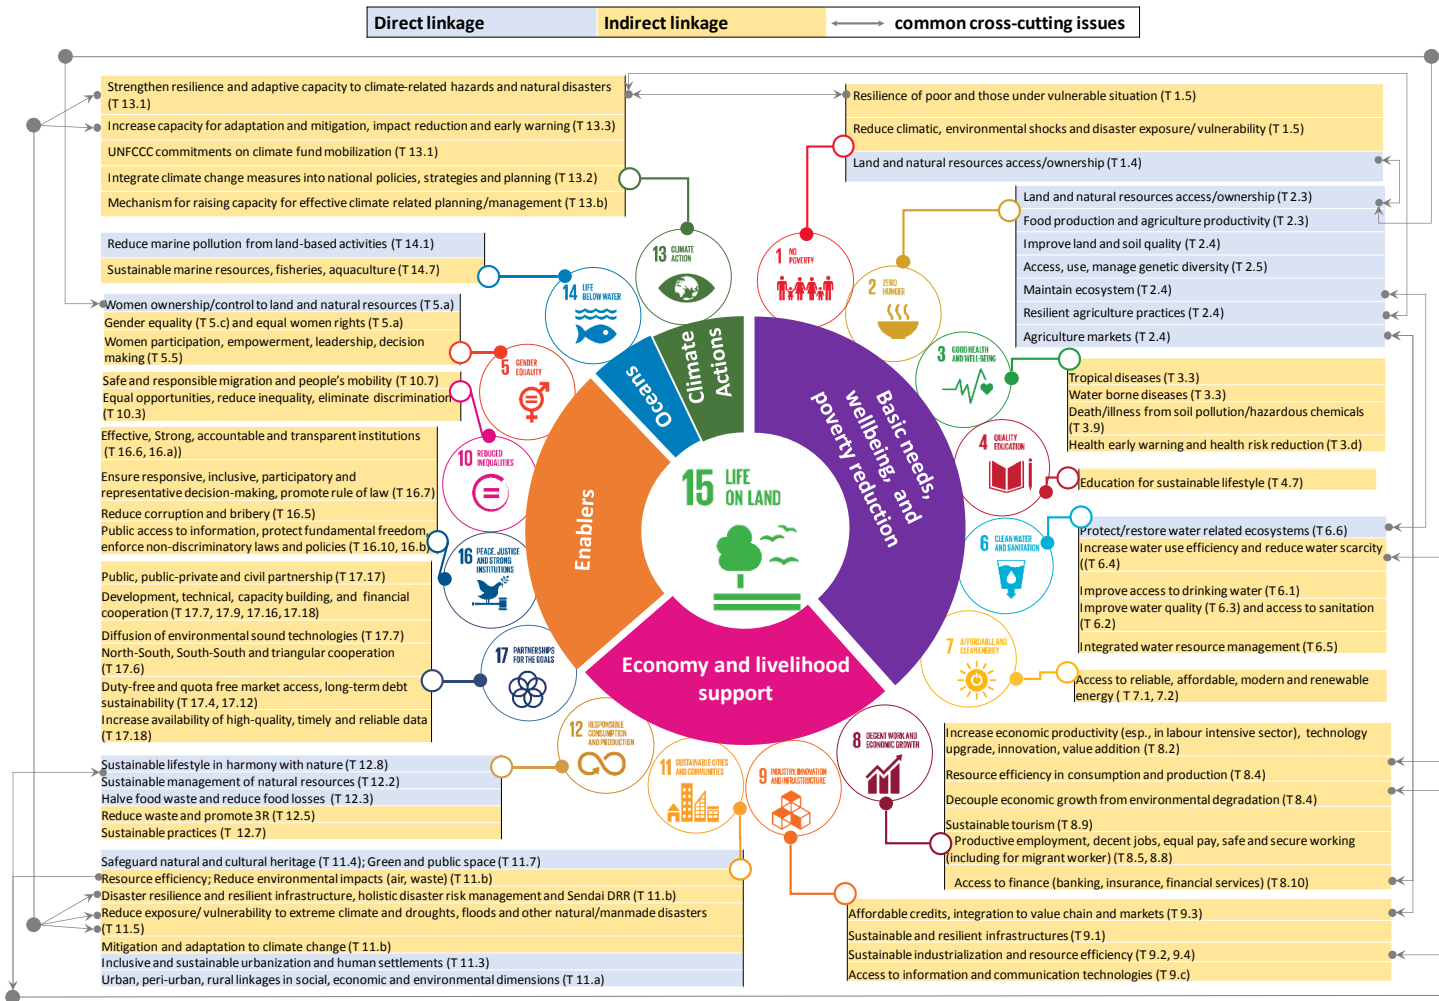 Direct linkage
Indirect linkage
common cross-cutting issues
Strengthen resilience and adaptive capacity to climate-related hazards and natural disasters
(T 13.1)
Increase capacity for adaptation and mitigation, impact reduction and early warning (T 13.3)
UNFCCC commitments on climate fund mobilization (T 13.1)
Integrate climate change measures into national policies, strategies and planning (T 13.2)
Mechanism for raising capacity for effective climate related planning/management (T 13.b)
Resilience of poor and those under vulnerable situation (T 1.5)
Reduce climatic, environmental shocks and disaster exposure/ vulnerability (T 1.5)
Land and natural resources access/ownership (T 1.4)
Land and natural resources access/ownership (T 2.3)
Food production and agriculture productivity (T 2.3)
Improve land and soil quality (T 2.4)
Access, use, manage genetic diversity (T 2.5)
Maintain ecosystem (T 2.4)
Resilient agriculture practices (T 2.4)
Agriculture markets (T 2.4)
Reduce marine pollution from land-based activities (T 14.1)
Sustainable marine resources, fisheries, aquaculture (T 14.7)
Women ownership/control to land and natural resources (T 5.a)
Gender equality (T 5.c) and equal women rights (T 5.a)
Women participation, empowerment, leadership, decision
making (T 5.5)
Safe and responsible migration and people's mobility (T 10.7)
Equal opportunities, reduce inequality, eliminate discrimination
(T 10.3)
Effective, Strong, accountable and transparent institutions
(T 16.6, 16.a))
Ensure responsive, inclusive, participatory and
representative decision-making, promote rule of law (T 16.7)
Reduce corruption and bribery (T 16.5)
Public access to information, protect fundamental freedom,
enforce non-discriminatory laws and policies (T 16.10, 16.b)
Public, public-private and civil partnership (T 17.17)
Development, technical, capacity building, and financial
cooperation (T 17.7, 17.9, 17.16, 17.18)
Diffusion of environmental sound technologies (T 17.7)
North-South, South-South and triangular cooperation
(T 17.6)
Duty-free and quota free market access, long-term debt
sustainability (T 17.4, 17.12)
Increase availability of high-quality, timely and reliable data
(T 17.18)
Sustainable lifestyle in harmony with nature (T 12.8)
Sustainable management of natural resources (T 12.2)
Halve food waste and reduce food losses (T 12.3)
Reduce waste and promote 3R (T 12.5)
Sustainable practices (T 12.7)
Safeguard natural and cultural heritage (T 11.4); Green and public space (T 11.7)
Resource efficiency; Reduce environmental impacts (air, waste) (T 11.b)
Disaster resilience and resilient infrastructure, holistic disaster risk management and Sendai DRR (T 11.b)
Reduce exposure/ vulnerability to extreme climate and droughts, floods and other natural/manmade disasters
(T 11.5)
Mitigation and adaptation to climate change (T 11.b)
Inclusive and sustainable urbanization and human settlements (T 11.3)
Urban, peri-urban, rural linkages in social, economic and environmental dimensions (T 11.a)
13 CLIMATE
ACTION
1 NO
POVERTY
14 LIFE
BELOW WATER
2 ZERO
HUNGER
5 GENDER
EQUALITY
3 GOOD HEALTH
AND WELL-BEING
10 REDUCED
INEQUALITIES
4 QUALITY
EDUCATION
16 PEACE, JUSTICE
AND STRONG
INSTITUTIONS
6 CLEAN WATER
AND SANITATION
17 PARTNERSHIPS
FOR THE GOALS
7 AFFORDABLE AND
CLEAN ENERGY
12 RESPONSIBLE
CONSUMPTION
AND PRODUCTION
11 SUSTAINABLE CITIES
AND COMMUNITIES
9 INDUSTRY, INNOVATION
AND INFRASTRUCTURE
8 DECENT WORK AND
ECONOMIC GROWTH
Oceans
Climate
Actions
Basic needs,
wellbeing, and
poverty reduction
Enablers
Economy and livelihood
support
15 LIFE
ON LAND
Tropical diseases (T 3.3)
Water borne diseases (T 3.3)
Death/illness from soil pollution/hazardous chemicals
(T 3.9)
Health early warning and health risk reduction (T 3.d)
Education for sustainable lifestyle (T 4.7)
Protect/restore water related ecosystems (T 6.6)
Increase water use efficiency and reduce water scarcity
((T 6.4)
Improve access to drinking water (T 6.1)
Improve water quality (T 6.3) and access to sanitation
(T 6.2)
Integrated water resource management (T 6.5)
Access to reliable, affordable, modern and renewable
energy ( T 7.1, 7.2)
Increase economic productivity (esp., in labour intensive sector), technology
upgrade, innovation, value addition (T 8.2)
Resource efficiency in consumption and production (T 8.4)
Decouple economic growth from environmental degradation (T 8.4)
Sustainable tourism (T 8.9)
Productive employment, decent jobs, equal pay, safe and secure working
(including for migrant worker) (T 8.5, 8.8)
Access to finance (banking, insurance, financial services) (T 8.10)
Affordable credits, integration to value chain and markets (T 9.3)
Sustainable and resilient infrastructures (T 9.1)
Sustainable industrialization and resource efficiency (T 9.2, 9.4)
Access to information and communication technologies (T 9.c)